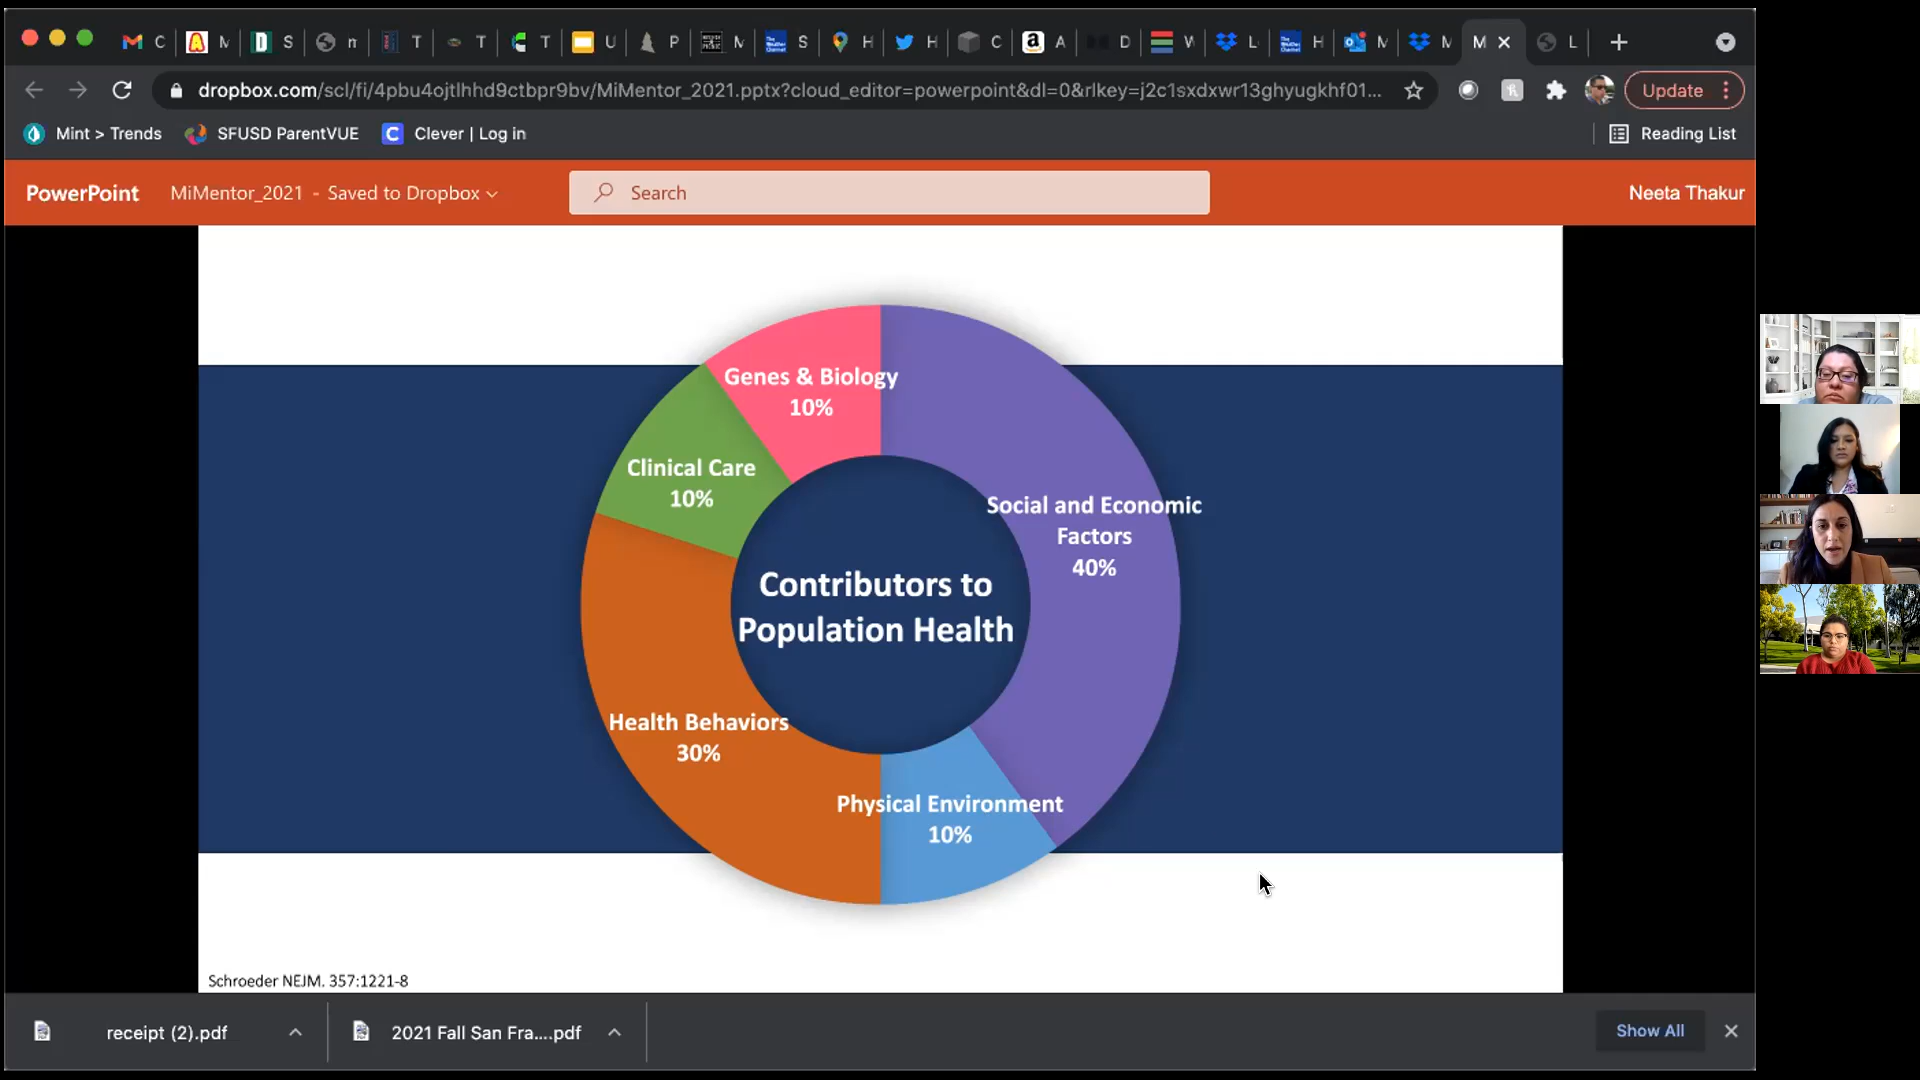 C M S n T T T U P M S H H C A D W L H M M L
dropbox.com/scl/fi/4pbu4ojtlhhd9ctbpr9bv/MiMentor_2021.pptx?cloud_editor=powerpoint&dl=0&rlkey=j2c1sxdxwr13ghyugkhf01...
Update
Mint > Trends
SFUSD ParentVUE
Clever | Log in
Reading List
PowerPoint
MiMentor_2021 - Saved to Dropbox
Search
Neeta Thakur
Genes & Biology
10%
Clinical Care
10%
Social and Economic
Factors
40%
Contributors to
Population Health
Health Behaviors
30%
Physical Environment
10%
Schroeder NEJM. 357:1221-8
receipt (2).pdf
2021 Fall San Fra....pdf
Show All